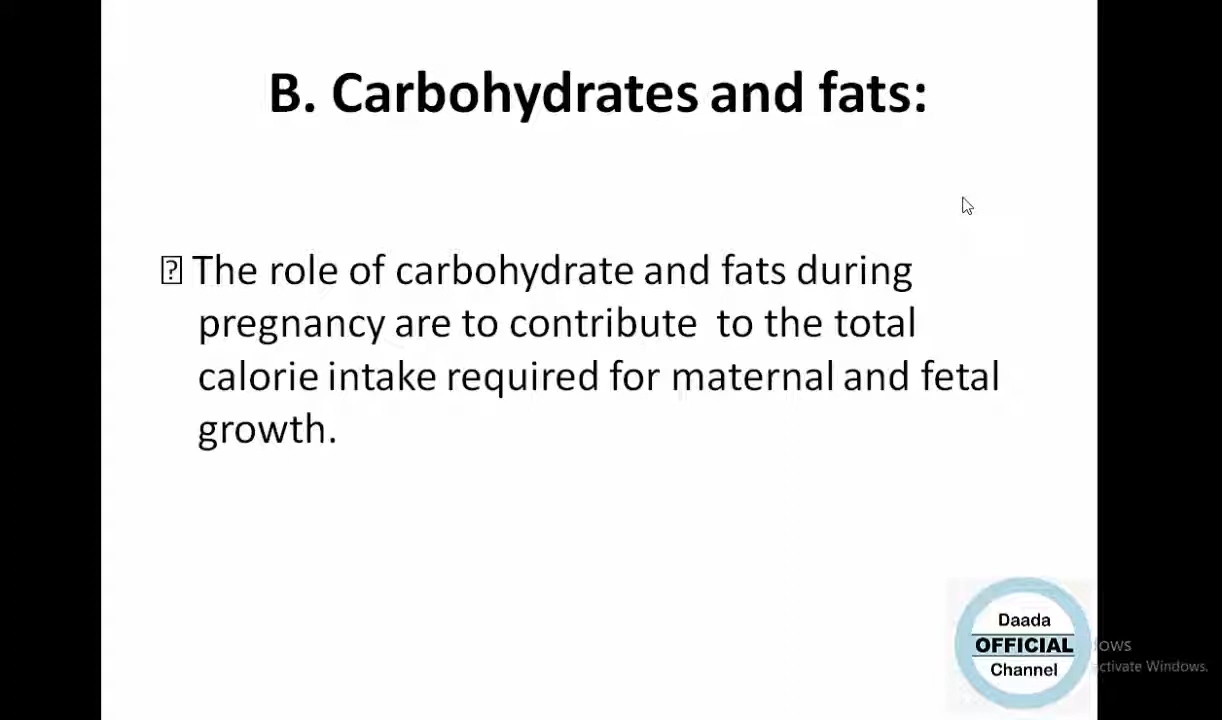 B. Carbohydrates and fats:
The role of carbohydrate and fats during
pregnancy are to contribute  to the total
calorie intake required for maternal and fetal
growth.
Daada
OFFICIAL
Channel
ctivate Windows.